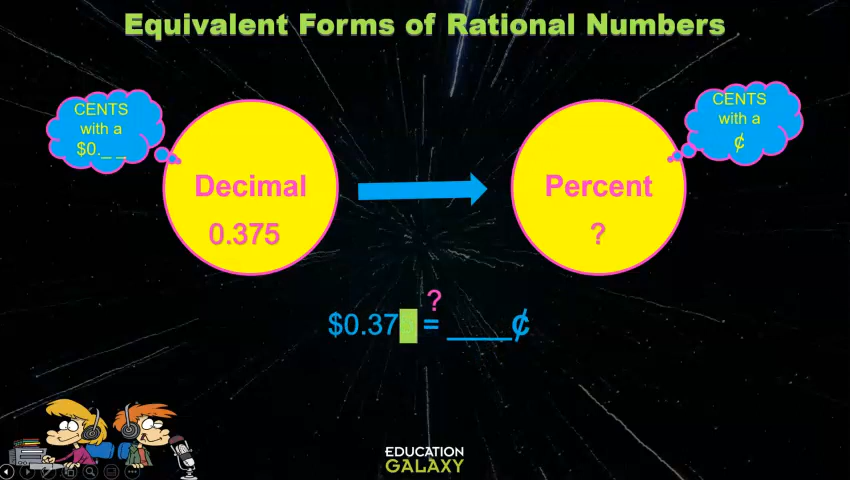 Equivalent Forms of Rational Numbers
CENTS
with a
$0._ _
CENTS
with a
¢
Decimal
0.375
Percent
?
?
$0.37 = ____¢
EDUCATION
GALAXY